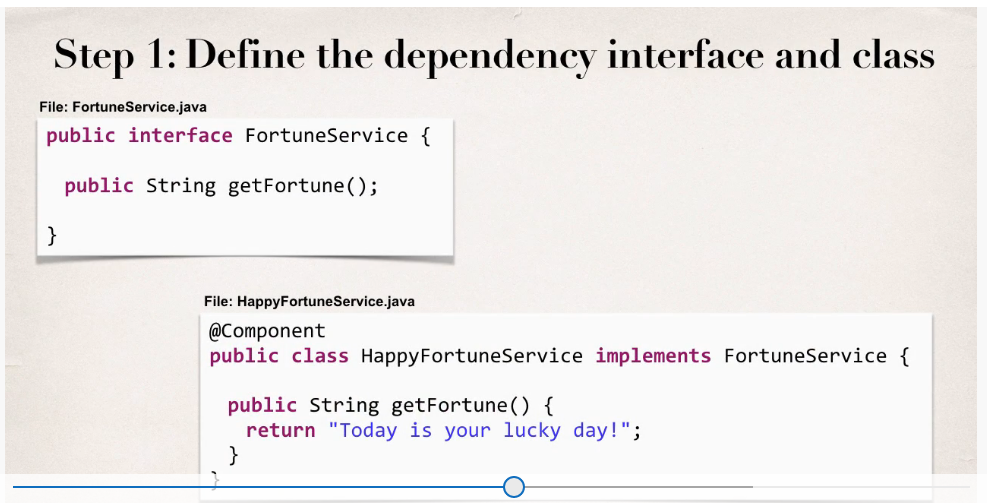 Step 1: Define the dependency interface and class
File: FortuneService.java
public interface FortuneService {
public String getFortune();
}
File: HappyFortuneService.java
@Component
public class HappyFortuneService implements FortuneService {
public String getFortune() {
return "Today is your lucky day!";
}
}